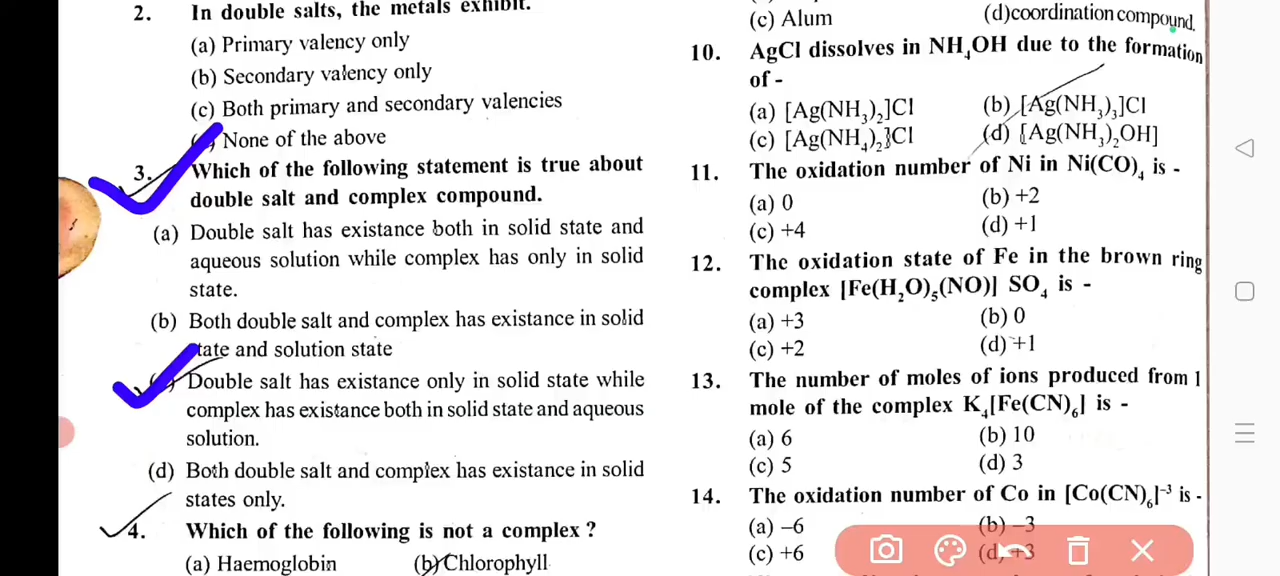 2. In double salts, the metals exhibit.
(a) Primary valency only
(b) Secondary valency only
(c) Both primary and secondary valencies
None of the above
3. Which of the following statement is true about
double salt and complex compound.
(a) Double salt has existance both in solid state and
aqueous solution while complex has only in solid
state.
(b) Both double salt and complex has existance in solid
state and solution state
Double salt has existance only in solid state while
complex has existance both in solid state and aqueous
solution.
(d) Both double salt and complex has existance in solid
states only.
4. Which of the following is not a complex ?
(a) Haemoglobin (b) Chlorophyll
(c) Alum (d)coordination compound.
10. AgCl dissolves in NH₄OH due to the formation
of -
(a) [Ag(NH₃)₂]Cl (b) [Ag(NH₃)₃]Cl
(c) [Ag(NH₄)₂]Cl (d) [Ag(NH₃)₂OH]
11. The oxidation number of Ni in Ni(CO)₄ is -
(a) 0 (b) +2
(c) +4 (d) +1
12. The oxidation state of Fe in the brown ring
complex [Fe(H₂O)₅(NO)] SO₄ is -
(a) +3 (b) 0
(c) +2 (d) +1
13. The number of moles of ions produced from 1
mole of the complex K₄[Fe(CN)₆] is -
(a) 6 (b) 10
(c) 5 (d) 3
14. The oxidation number of Co in [Co(CN)₆]⁻³ is -
(a) –6 (b) –3
(c) +6 (d) +3